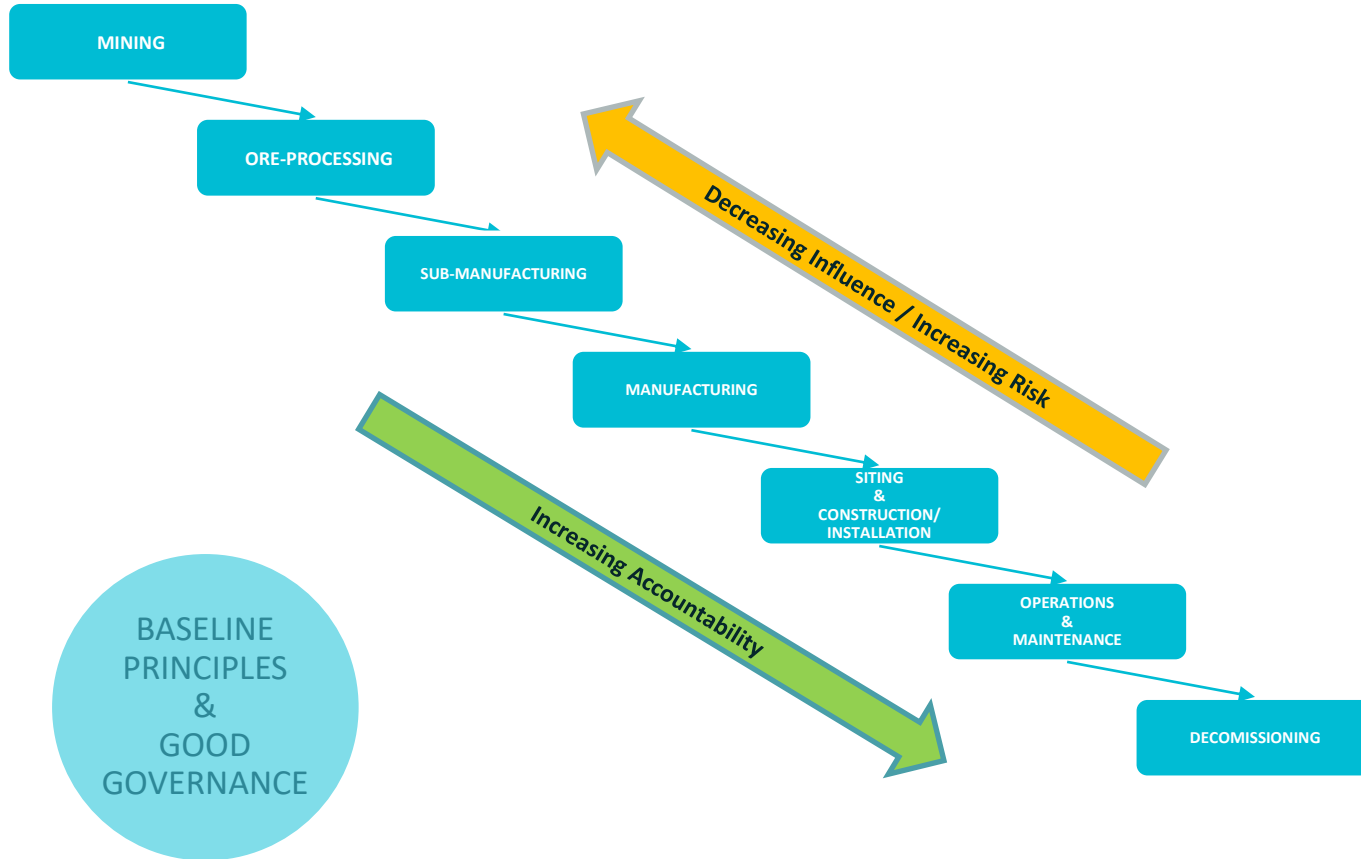 MINING
ORE-PROCESSING
SUB-MANUFACTURING
MANUFACTURING
SITING
&
CONSTRUCTION/
INSTALLATION
OPERATIONS
&
MAINTENANCE
DECOMISSIONING
Decreasing Influence / Increasing Risk
Increasing Accountability
BASELINE
PRINCIPLES
&
GOOD
GOVERNANCE